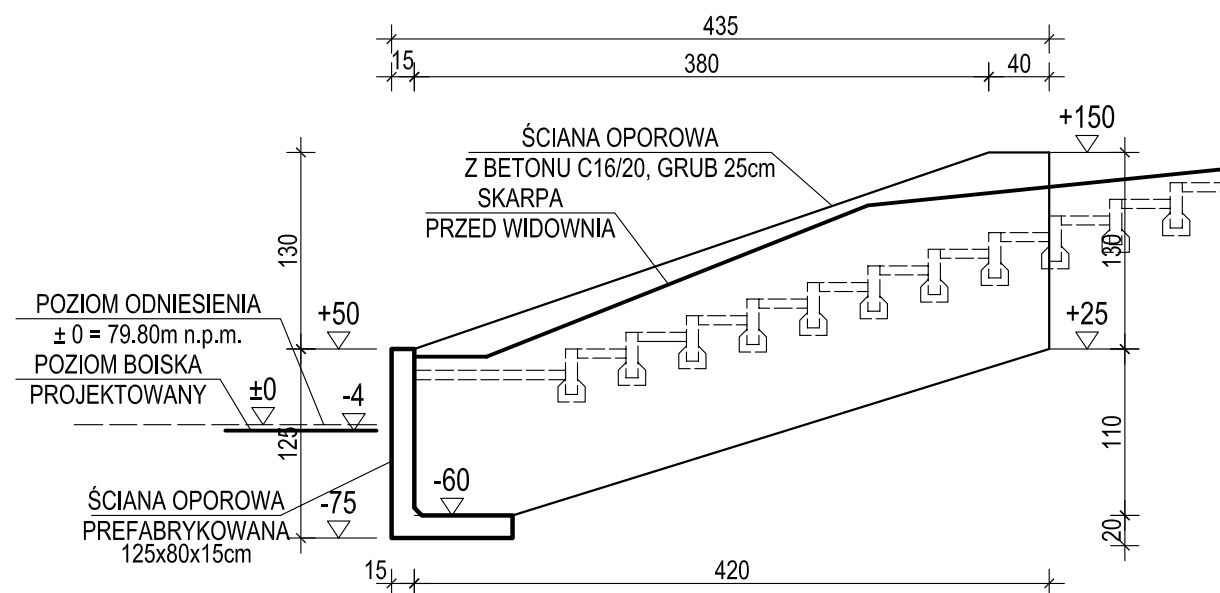 435
15
380
40
+150
ŚCIANA OPOROWA
Z BETONU C16/20, GRUB 25cm
SKARPA
PRZED WIDOWNIA
130
130
POZIOM ODNIESIENIA
± 0 = 79.80m n.p.m.
+50
+25
POZIOM BOISKA
PROJEKTOWANY
±0
-4
125
110
-60
ŚCIANA OPOROWA
PREFABRYKOWANA
125x80x15cm
-75
20
15
420